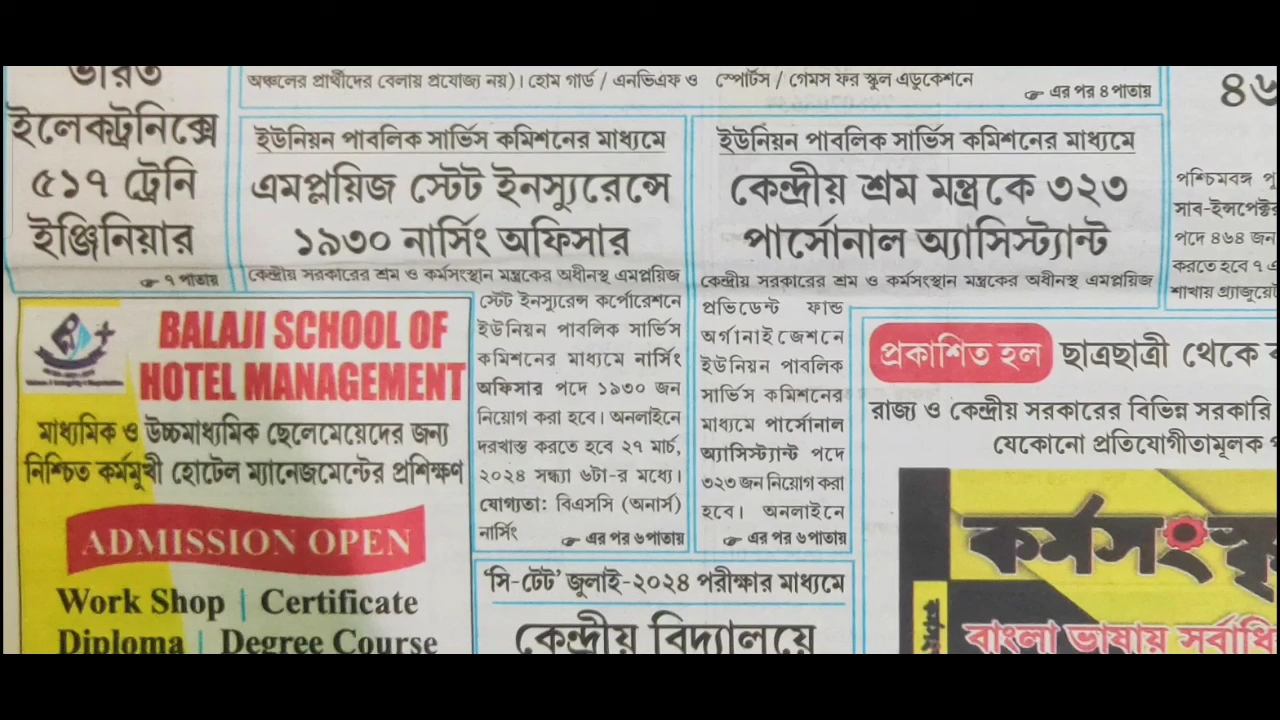 ভারত
ইলেকট্রনিক্সে
৫১৭ ট্রেনি
ইঞ্জিনিয়ার
☞ ৭ পাতায়
অঞ্চলের প্রার্থীদের বেলায় প্রযোজ্য নয়)। হোম গার্ড / এনভিএফ ও
স্পোর্টস / গেমস ফর স্কুল এডুকেশনে
☞ এর পর ৪ পাতায়
ইউনিয়ন পাবলিক সার্ভিস কমিশনের মাধ্যমে
এমপ্লয়িজ স্টেট ইনস্যুরেন্সে
১৯৩০ নার্সিং অফিসার
কেন্দ্রীয় সরকারের শ্রম ও কর্মসংস্থান মন্ত্রকের অধীনস্থ এমপ্লয়িজ
স্টেট ইনস্যুরেন্স কর্পোরেশনে
ইউনিয়ন পাবলিক সার্ভিস
কমিশনের মাধ্যমে নার্সিং
অফিসার পদে ১৯৩০ জন
নিয়োগ করা হবে। অনলাইনে
দরখাস্ত করতে হবে ২৭ মার্চ,
২০২৪ সন্ধ্যা ৬টা-র মধ্যে।
যোগ্যতা: বিএসসি (অনার্স)
নার্সিং
☞ এর পর ৬ পাতায়
ইউনিয়ন পাবলিক সার্ভিস কমিশনের মাধ্যমে
কেন্দ্রীয় শ্রম মন্ত্রকে ৩২৩
পার্সোনাল অ্যাসিস্ট্যান্ট
কেন্দ্রীয় সরকারের শ্রম ও কর্মসংস্থান মন্ত্রকের অধীনস্থ এমপ্লয়িজ
প্রভিডেন্ট ফান্ড
অর্গানাইজেশনে
ইউনিয়ন পাবলিক
সার্ভিস কমিশনের
মাধ্যমে পার্সোনাল
অ্যাসিস্ট্যান্ট পদে
৩২৩ জন নিয়োগ করা
হবে। অনলাইনে
☞ এর পর ৬ পাতায়
৪৬
পশ্চিমবঙ্গ
সাব-ইন্সপেক্টর
পদে ৪৬৪ জন
করতে হবে ৭
শাখায় গ্র্যাজুয়েট
BALAJI SCHOOL OF
HOTEL MANAGEMENT
মাধ্যমিক ও উচ্চমাধ্যমিক ছেলেমেয়েদের জন্য
নিশ্চিত কর্মমুখী হোটেল ম্যানেজমেন্টের প্রশিক্ষণ
ADMISSION OPEN
Work Shop | Certificate
Diploma | Degree Course
'সি-টেট' জুলাই-২০২৪ পরীক্ষার মাধ্যমে
কেন্দ্রীয় বিদ্যালয়ে
প্রকাশিত হল ছাত্রছাত্রী থেকে
রাজ্য ও কেন্দ্রীয় সরকারের বিভিন্ন সরকারি
যেকোনো প্রতিযোগীতামূলক
কর্মসংস্কৃ
বাংলা ভাষায় সর্বাধি